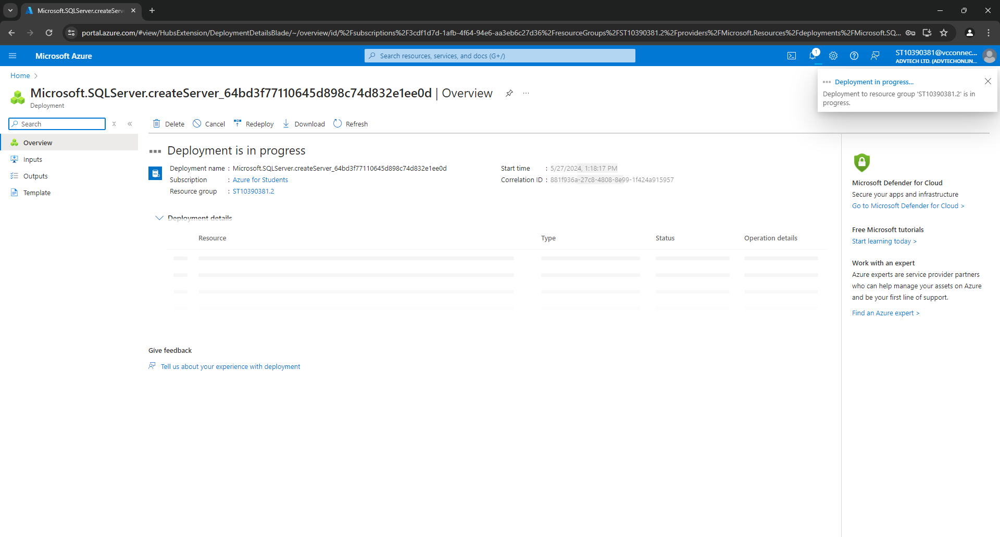 Microsoft.SQLServer.createServ
portal.azure.com/#view/HubsExtension/DeploymentDetailsBlade/~/overview/id/%2Fsubscriptions%2F3cdf1d7d-1afb-4f64-94e6-aa3eb6c27d36%2FresourceGroups%2FST10390381.2%2Fproviders%2FMicrosoft.Resources%2Fdeployments%2FMicrosoft.SQ...
Microsoft Azure
Search resources, services, and docs (G+/)
1
ST10390381@vcconnec...
ADVTECH LTD. (ADVTECHONLIN...
Home
Deployment in progress...
Deployment to resource group 'ST10390381.2' is in
progress.
Microsoft.SQLServer.createServer_64bd3f77110645d898c74d832e1ee0d | Overview
Deployment
Search
Delete
Cancel
Redeploy
Download
Refresh
Overview
Inputs
Outputs
Template
Deployment is in progress
Deployment name : Microsoft.SQLServer.createServer_64bd3f77110645d898c74d832e1ee0d
Subscription : Azure for Students
Resource group : ST10390381.2
Start time : 5/27/2024, 1:18:17 PM
Correlation ID : 881f936a-27c8-4808-8e99-1f424a915957
Deployment details
Resource Type Status Operation details
Give feedback
Tell us about your experience with deployment
Microsoft Defender for Cloud
Secure your apps and infrastructure
Go to Microsoft Defender for Cloud >
Free Microsoft tutorials
Start learning today >
Work with an expert
Azure experts are service provider partners
who can help manage your assets on Azure
and be your first line of support.
Find an Azure expert >